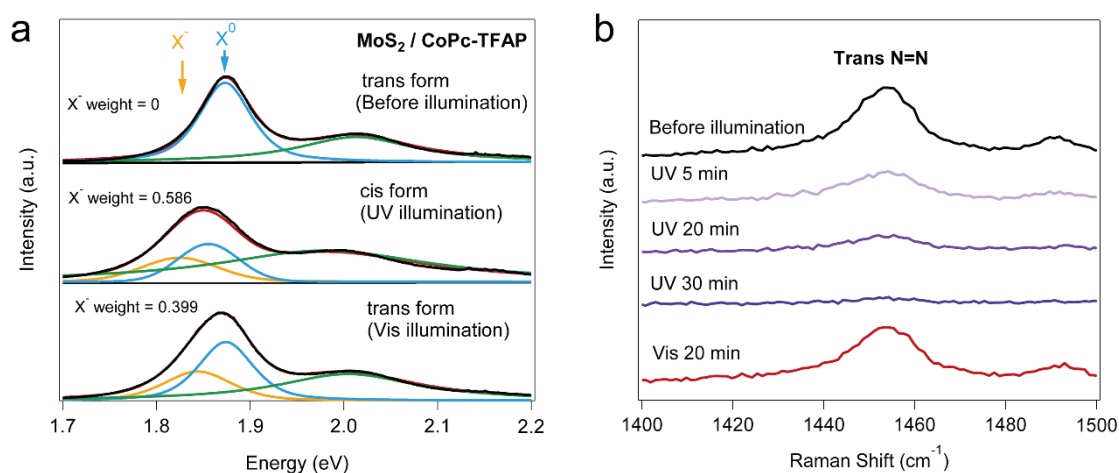 a
X⁻
X⁰
MoS₂ / CoPc-TFAP
trans form
(Before illumination)
X⁻ weight = 0
cis form
(UV illumination)
X⁻ weight = 0.586
trans form
(Vis illumination)
X⁻ weight = 0.399
Intensity (a.u.)
1.7 1.8 1.9 2.0 2.1 2.2
Energy (eV)
b
Trans N=N
Before illumination
UV 5 min
UV 20 min
UV 30 min
Vis 20 min
Intensity (a.u.)
1400 1420 1440 1460 1480 1500
Raman Shift (cm⁻¹)